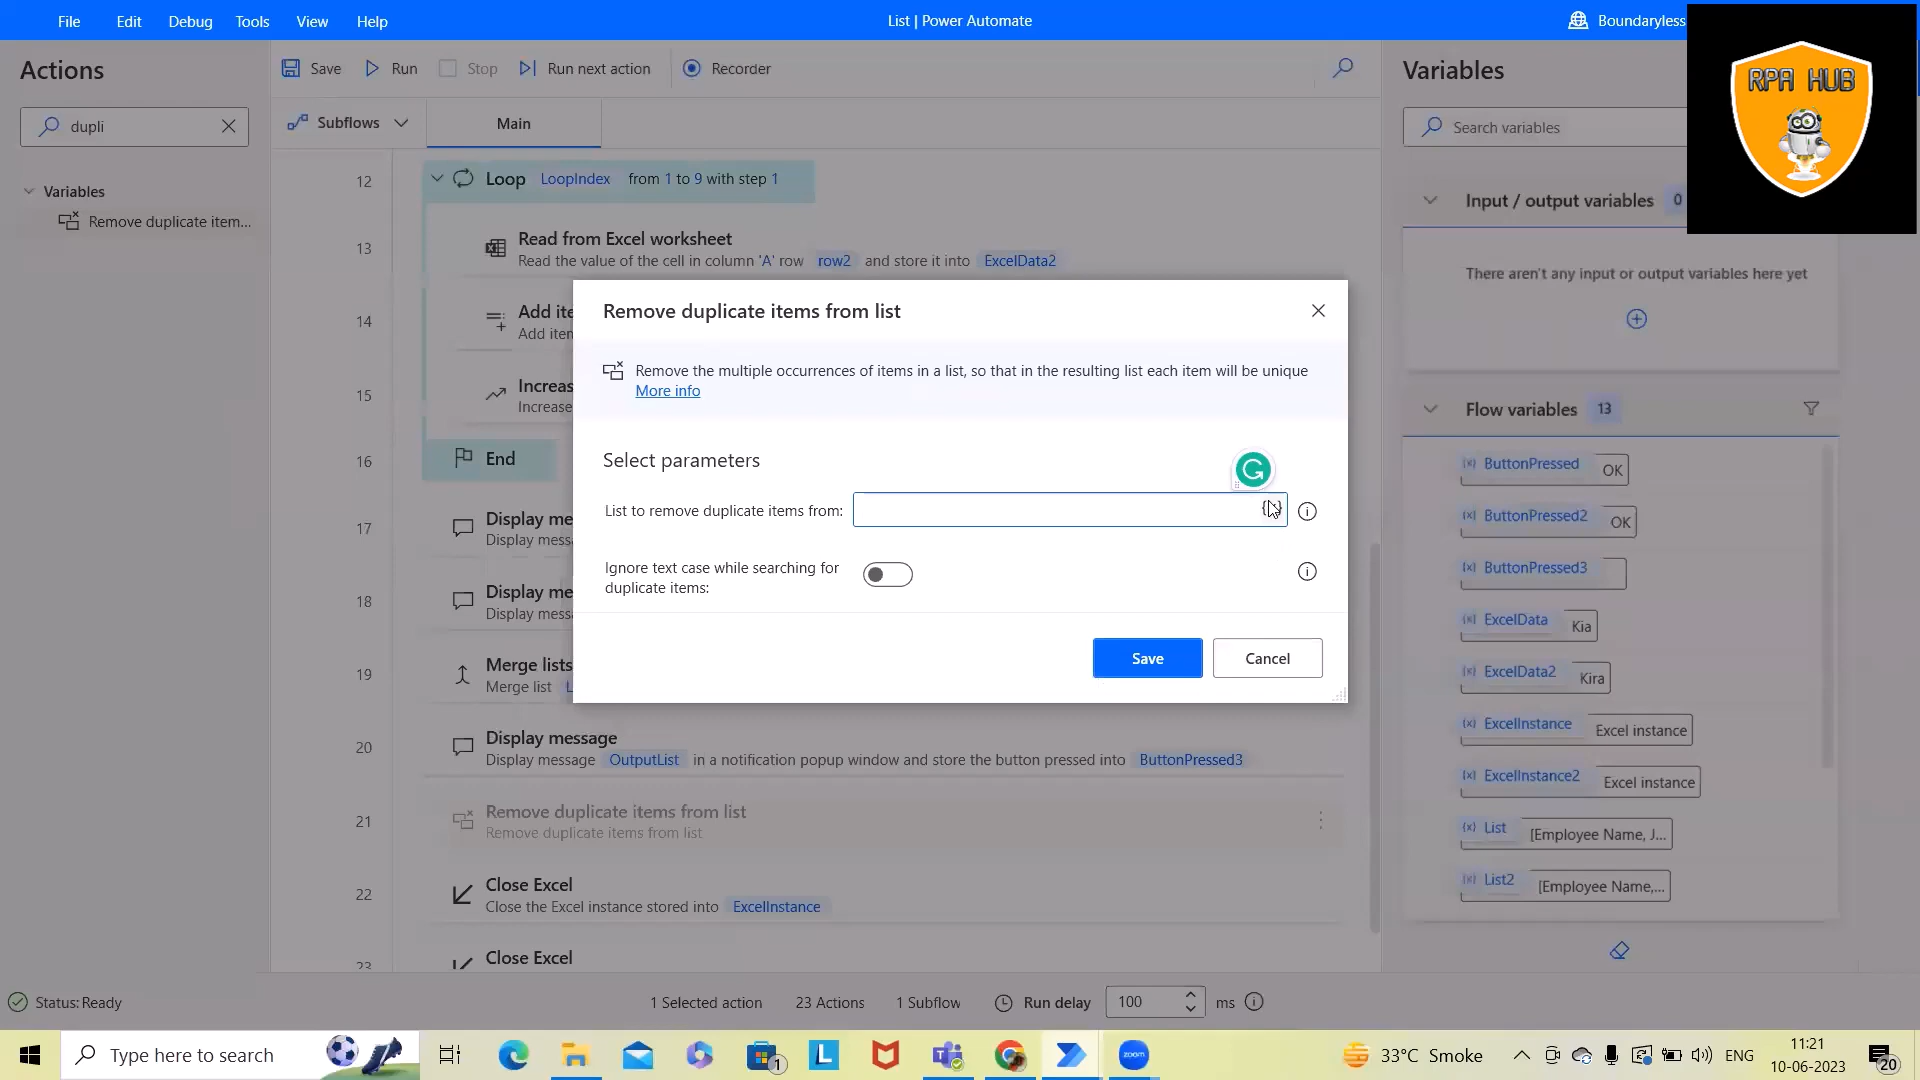 File Edit Debug Tools View Help
List | Power Automate
Boundaryless
RPA HUB
Actions
Save Run Stop Run next action Recorder
Variables
dupli
Subflows Main
Search variables
Variables
Remove duplicate item...
12 Loop LoopIndex from 1 to 9 with step 1
Input / output variables 0
There aren't any input or output variables here yet
13 Read from Excel worksheet
Read the value of the cell in column 'A' row row2 and store it into ExcelData2
14 Add ite
Add iten
15 Increas
Increase
16 End
Remove duplicate items from list
Remove the multiple occurrences of items in a list, so that in the resulting list each item will be unique
More info
Select parameters
List to remove duplicate items from:
Ignore text case while searching for
duplicate items:
Save Cancel
Flow variables 13
ButtonPressed OK
ButtonPressed2 OK
ButtonPressed3
ExcelData Kia
ExcelData2 Kira
ExcelInstance Excel instance
ExcelInstance2 Excel instance
List [Employee Name, J...
List2 [Employee Name,...
17 Display me
Display messa
18 Display me
Display messa
19 Merge lists
Merge list
20 Display message
Display message OutputList in a notification popup window and store the button pressed into ButtonPressed3
21 Remove duplicate items from list
Remove duplicate items from list
22 Close Excel
Close the Excel instance stored into ExcelInstance
23 Close Excel
Status: Ready
1 Selected action 23 Actions 1 Subflow Run delay 100 ms
Type here to search
1
zoom
33°C Smoke
ENG
11:21
10-06-2023
20